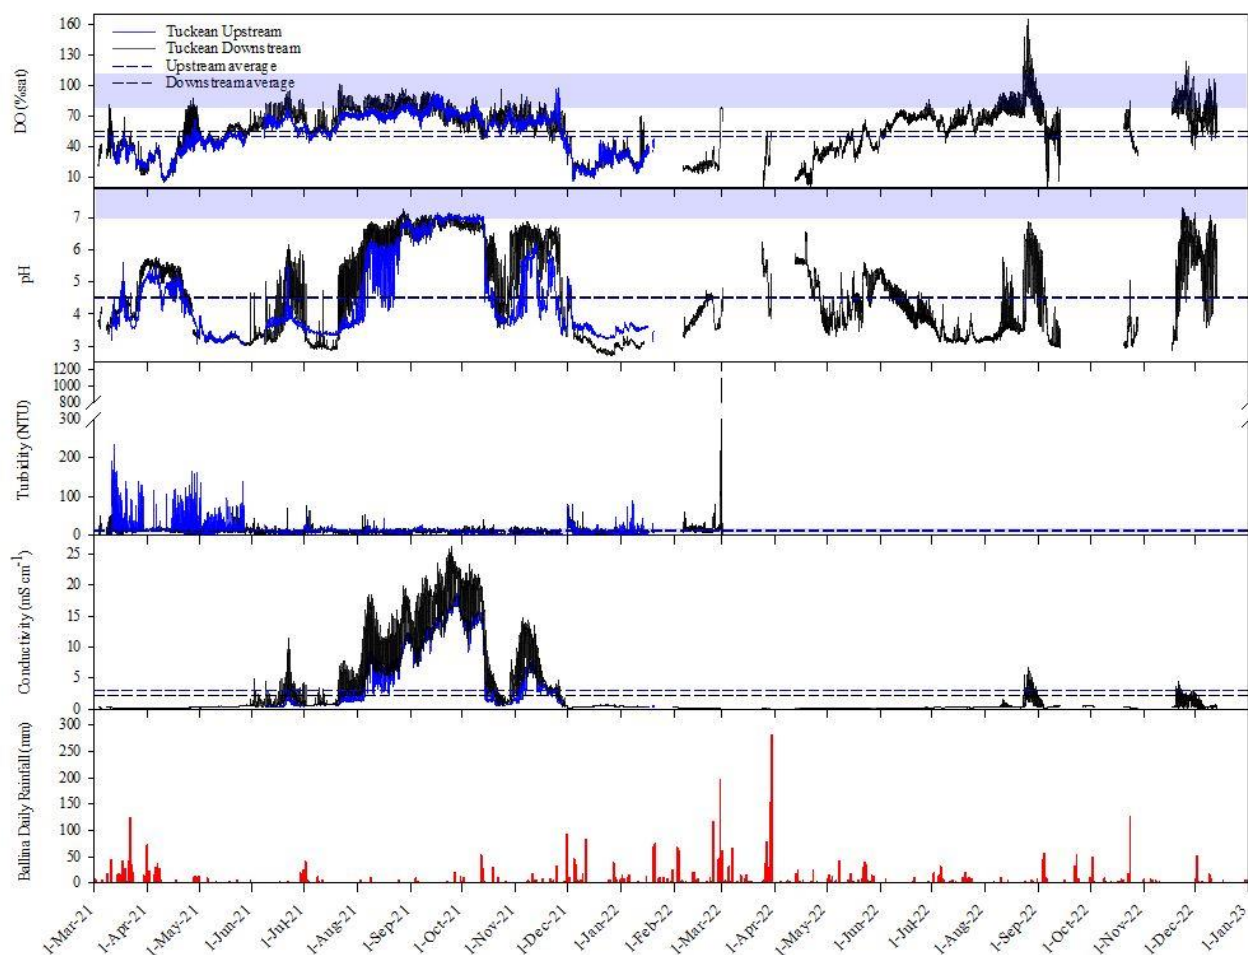 160
130
100
70
40
10
DO (%sat)
Tuckean Upstream
Tuckean Downstream
Upstream average
Downstream average
7
6
5
4
3
pH
1200
1000
800
300
200
100
0
Turbidity (NTU)
25
20
15
10
5
0
Conductivity (mS cm-1)
300
250
200
150
100
50
0
Ballina Daily Rainfall (mm)
1-Mar-21
1-Apr-21
1-May-21
1-Jun-21
1-Jul-21
1-Aug-21
1-Sep-21
1-Oct-21
1-Nov-21
1-Dec-21
1-Jan-22
1-Feb-22
1-Mar-22
1-Apr-22
1-May-22
1-Jun-22
1-Jul-22
1-Aug-22
1-Sep-22
1-Oct-22
1-Nov-22
1-Dec-22
1-Jan-23